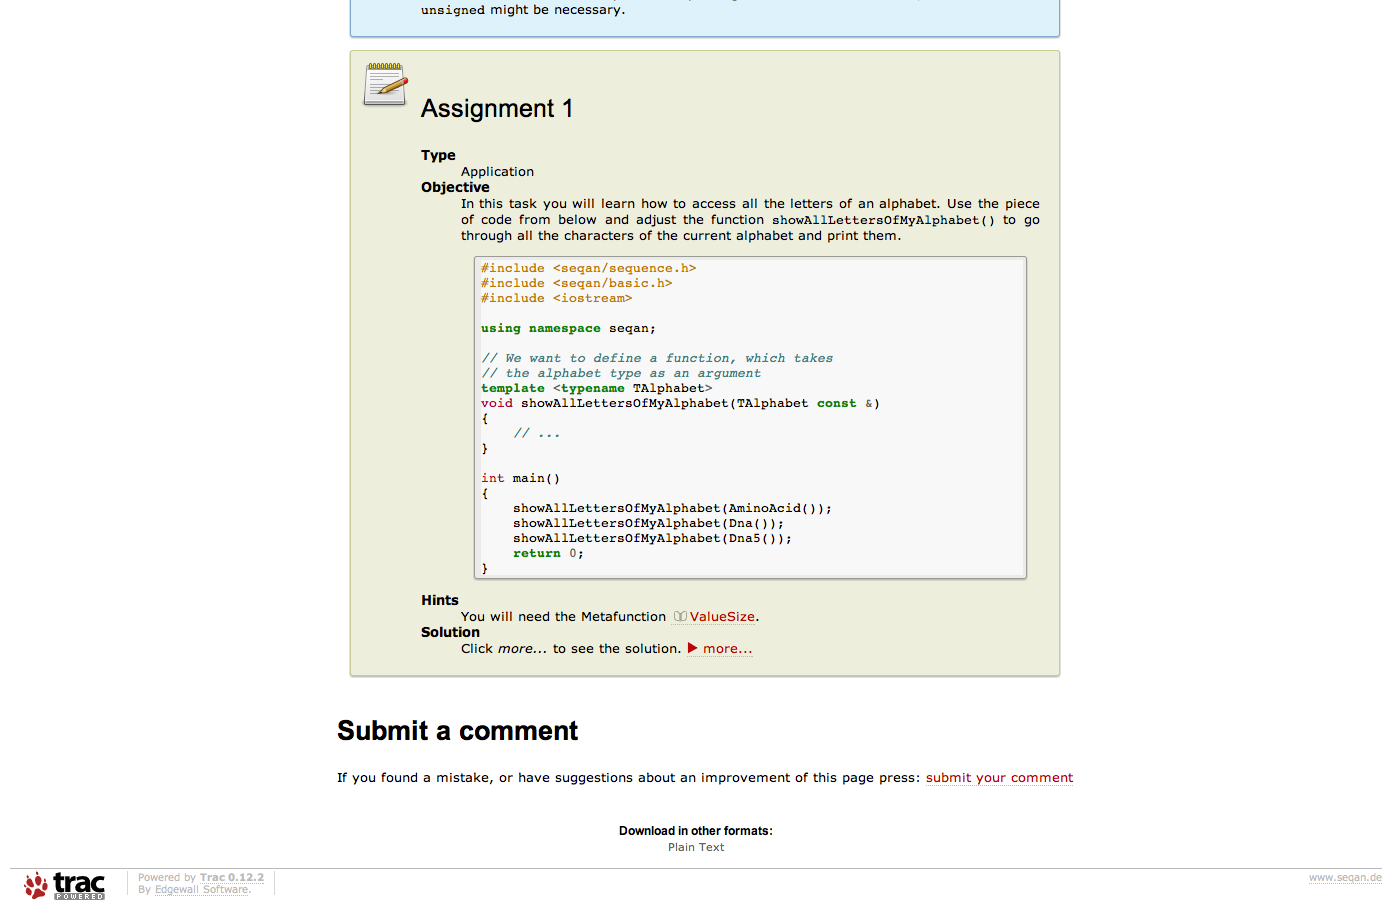 unsigned might be necessary.
Assignment 1
Type
Application
Objective
In this task you will learn how to access all the letters of an alphabet. Use the piece
of code from below and adjust the function showAllLettersOfMyAlphabet() to go
through all the characters of the current alphabet and print them.
#include <seqan/sequence.h>
#include <seqan/basic.h>
#include <iostream>
using namespace seqan;
// We want to define a function, which takes
// the alphabet type as an argument
template <typename TAlphabet>
void showAllLettersOfMyAlphabet(TAlphabet const &)
{
    // ...
}
int main()
{
    showAllLettersOfMyAlphabet(AminoAcid());
    showAllLettersOfMyAlphabet(Dna());
    showAllLettersOfMyAlphabet(Dna5());
    return 0;
}
Hints
You will need the Metafunction ValueSize.
Solution
Click more... to see the solution. ▶ more...
Submit a comment
If you found a mistake, or have suggestions about an improvement of this page press: submit your comment
Download in other formats:
Plain Text
trac
POWERED
Powered by Trac 0.12.2
By Edgewall Software.
www.seqan.de